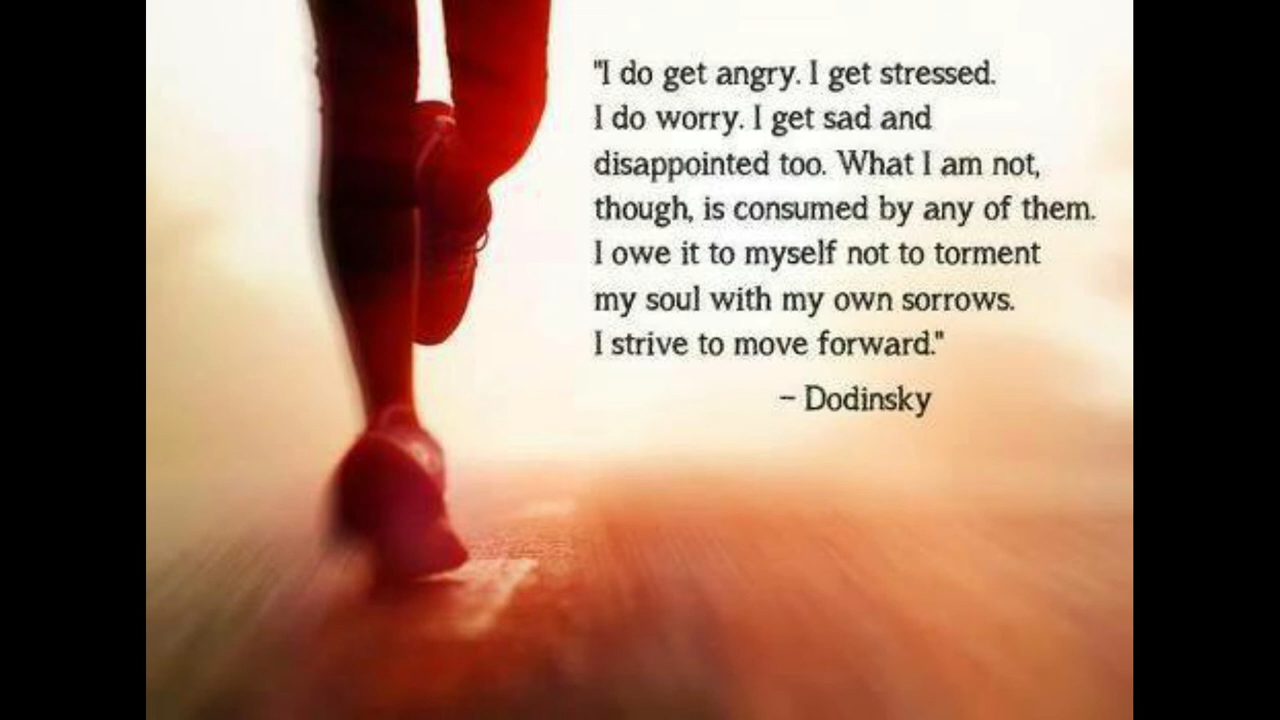 "I do get angry. I get stressed.
I do worry. I get sad and
disappointed too. What I am not,
though, is consumed by any of them.
I owe it to myself not to torment
my soul with my own sorrows.
I strive to move forward."
– Dodinsky